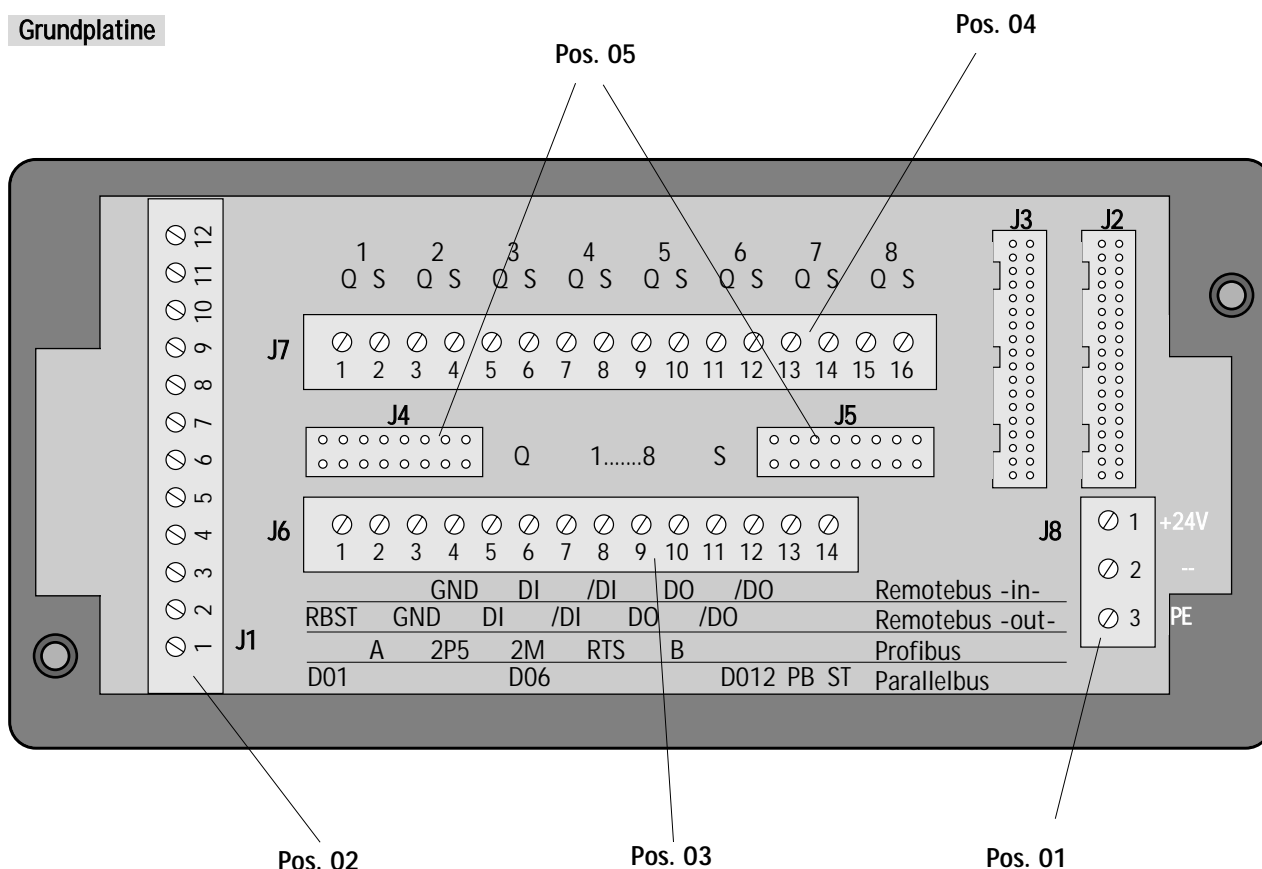 Grundplatine
Pos. 04
Pos. 05
J3 J2
1 2 3 4 5 6 7 8
Q S Q S Q S Q S Q S Q S Q S Q S
J7
1 2 3 4 5 6 7 8 9 10 11 12 13 14 15 16
J4 J5
Q 1.......8 S
J6
1 2 3 4 5 6 7 8 9 10 11 12 13 14
GND DI /DI DO /DO Remotebus -in-
RBST GND DI /DI DO /DO Remotebus -out-
A 2P5 2M RTS B Profibus
D01 D06 D012 PB ST Parallelbus
12
11
10
9
8
7
6
5
4
3
2
1
J1
J8
1 +24V
2 --
3 PE
Pos. 02
Pos. 03
Pos. 01